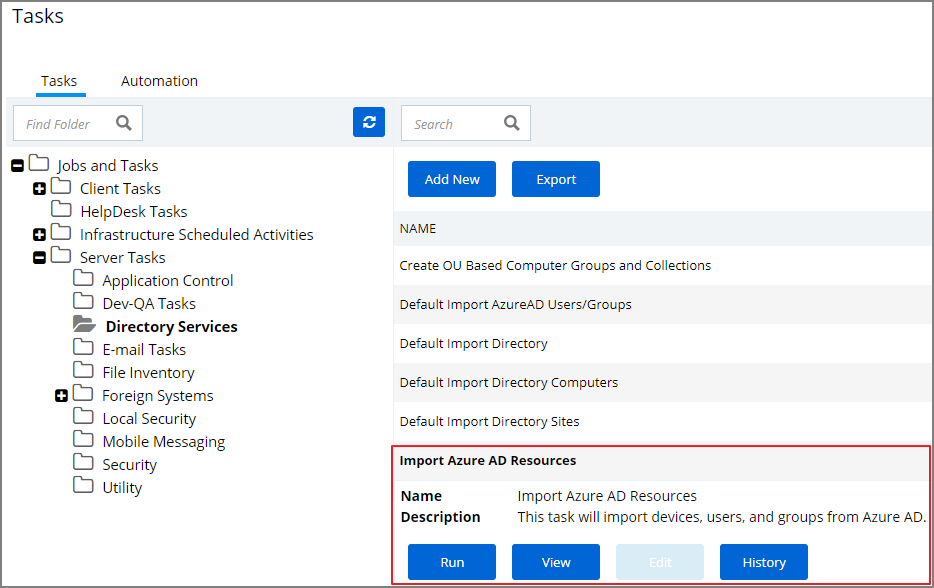 Tasks
Tasks
Automation
Find Folder
Search
Jobs and Tasks
Client Tasks
HelpDesk Tasks
Infrastructure Scheduled Activities
Server Tasks
Application Control
Dev-QA Tasks
Directory Services
E-mail Tasks
File Inventory
Foreign Systems
Local Security
Mobile Messaging
Security
Utility
Add New
Export
NAME
Create OU Based Computer Groups and Collections
Default Import AzureAD Users/Groups
Default Import Directory
Default Import Directory Computers
Default Import Directory Sites
Import Azure AD Resources
Name Import Azure AD Resources
Description This task will import devices, users, and groups from Azure AD.
Run
View
Edit
History